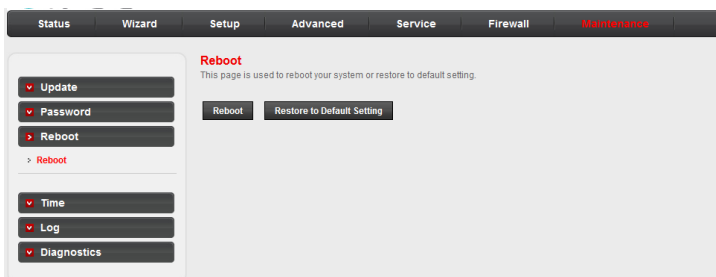 Status Wizard Setup Advanced Service Firewall Maintenance
Reboot
This page is used to reboot your system or restore to default setting.
Reboot Restore to Default Setting
Update
Password
Reboot
Reboot
Time
Log
Diagnostics